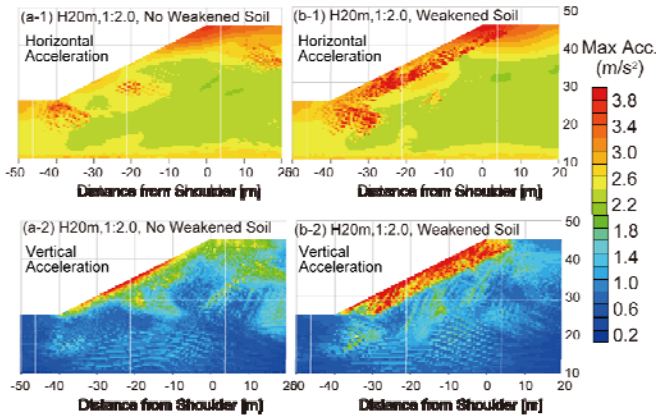 (a-1) H20m,1:2.0, No Weakened Soil
Horizontal
Acceleration
-50 -40 -30 -20 -10 0 10 20
Distance from Shoulder [m]
(b-1) H20m,1:2.0, Weakened Soil
Horizontal
Acceleration
50
40
30
20
10
-50 -40 -30 -20 -10 0 10 20
Distance from Shoulder [m]
Max Acc.
(m/s²)
3.8
3.4
3.0
2.6
2.2
1.8
1.4
1.0
0.6
0.2
(a-2) H20m,1:2.0, No Weakened Soil
Vertical
Acceleration
-50 -40 -30 -20 -10 0 10 20
Distance from Shoulder [m]
(b-2) H20m,1:2.0, Weakened Soil
Vertical
Acceleration
50
40
30
20
10
-50 -40 -30 -20 -10 0 10 20
Distance from Shoulder [m]